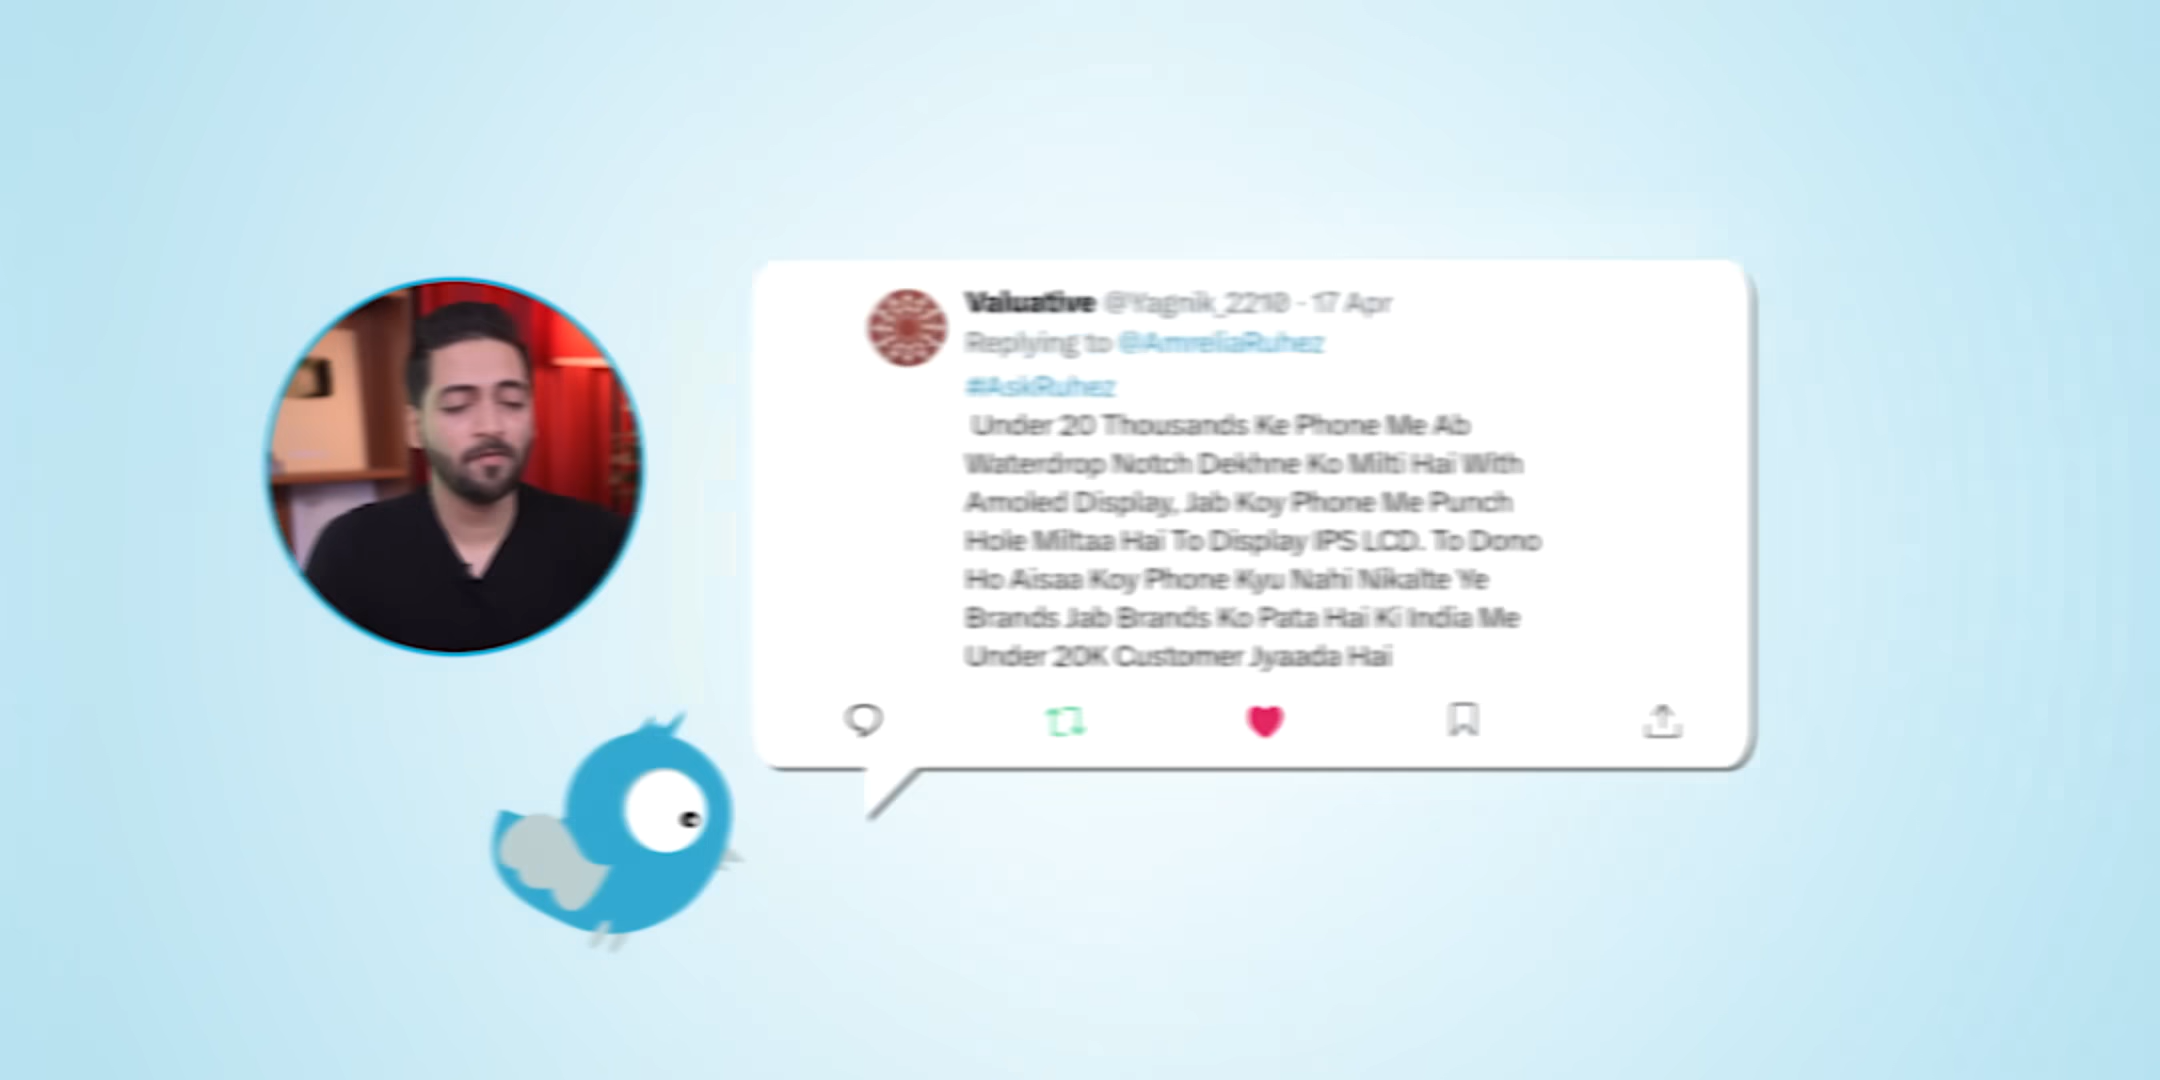 Valuative @Yagnik_2210 · 17 Apr
Replying to @AmreliaRuhez
#AskRuhez
Under 20 Thousands Ke Phone Me Ab
Waterdrop Notch Dekhne Ko Milti Hai With
Amoled Display, Jab Koy Phone Me Punch
Hole Miltaa Hai To Display IPS LCD. To Dono
Ho Aisaa Koy Phone Kyu Nahi Nikalte Ye
Brands Jab Brands Ko Pata Hai Ki India Me
Under 20K Customer Jyaada Hai